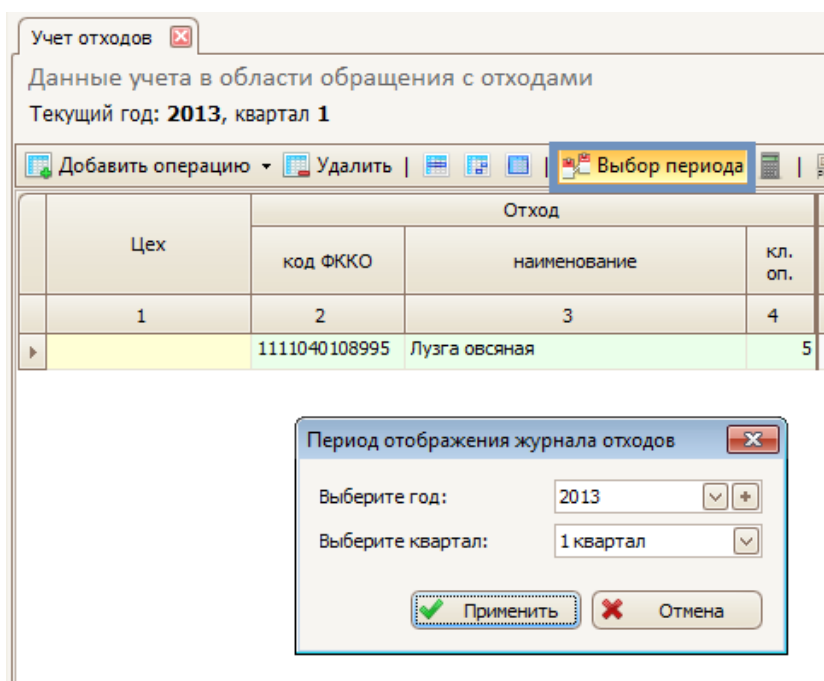 Учет отходов
Данные учета в области обращения с отходами
Текущий год: 2013, квартал 1
Добавить операцию Удалить | | Выбор периода |
Отход
Цех код ФККО наименование кл. оп.
1 2 3 4
1111040108995 Лузга овсяная 5
Период отображения журнала отходов
Выберите год: 2013
Выберите квартал: 1 квартал
Применить Отмена